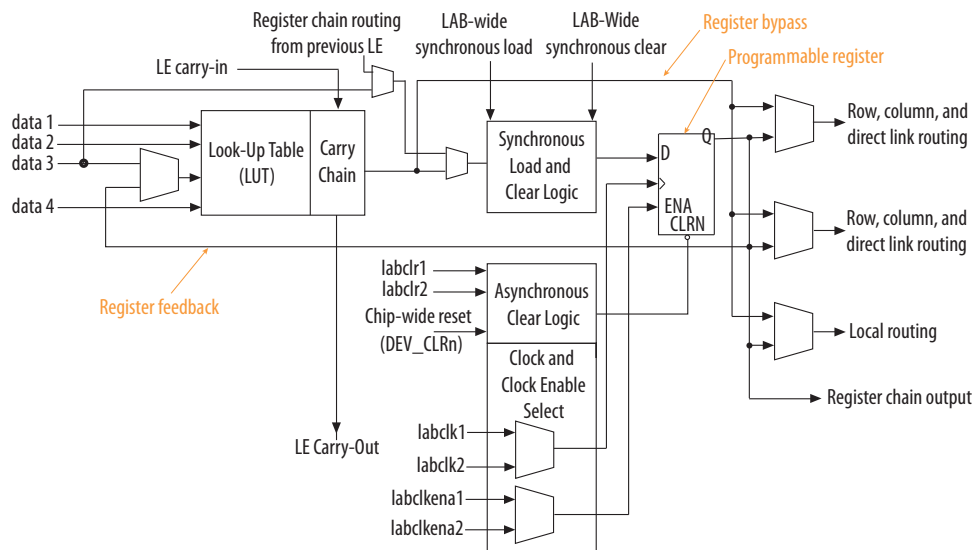 Register chain routing
from previous LE
LAB-wide
synchronous load
LAB-Wide
synchronous clear
Register bypass
Programmable register
LE carry-in
data 1
data 2
data 3
data 4
Look-Up Table
(LUT)
Carry
Chain
Synchronous
Load and
Clear Logic
D
Q
ENA
CLRN
Row, column, and
direct link routing
Row, column, and
direct link routing
Local routing
Register chain output
Register feedback
labclr1
labclr2
Chip-wide reset
(DEV_CLRn)
Asynchronous
Clear Logic
Clock and
Clock Enable
Select
labclk1
labclk2
labclkena1
labclkena2
LE Carry-Out